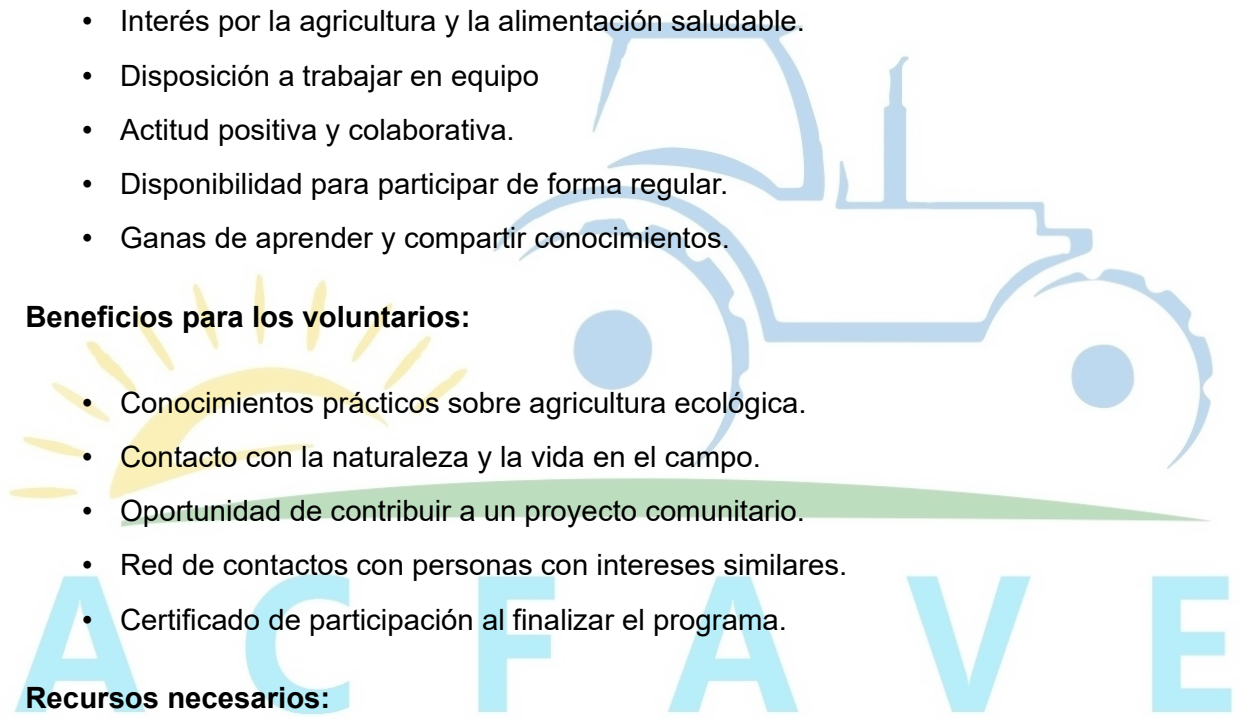 • Interés por la agricultura y la alimentación saludable.
• Disposición a trabajar en equipo
• Actitud positiva y colaborativa.
• Disponibilidad para participar de forma regular.
• Ganas de aprender y compartir conocimientos.
Beneficios para los voluntarios:
• Conocimientos prácticos sobre agricultura ecológica.
• Contacto con la naturaleza y la vida en el campo.
• Oportunidad de contribuir a un proyecto comunitario.
• Red de contactos con personas con intereses similares.
• Certificado de participación al finalizar el programa.
ACFAVE
Recursos necesarios: